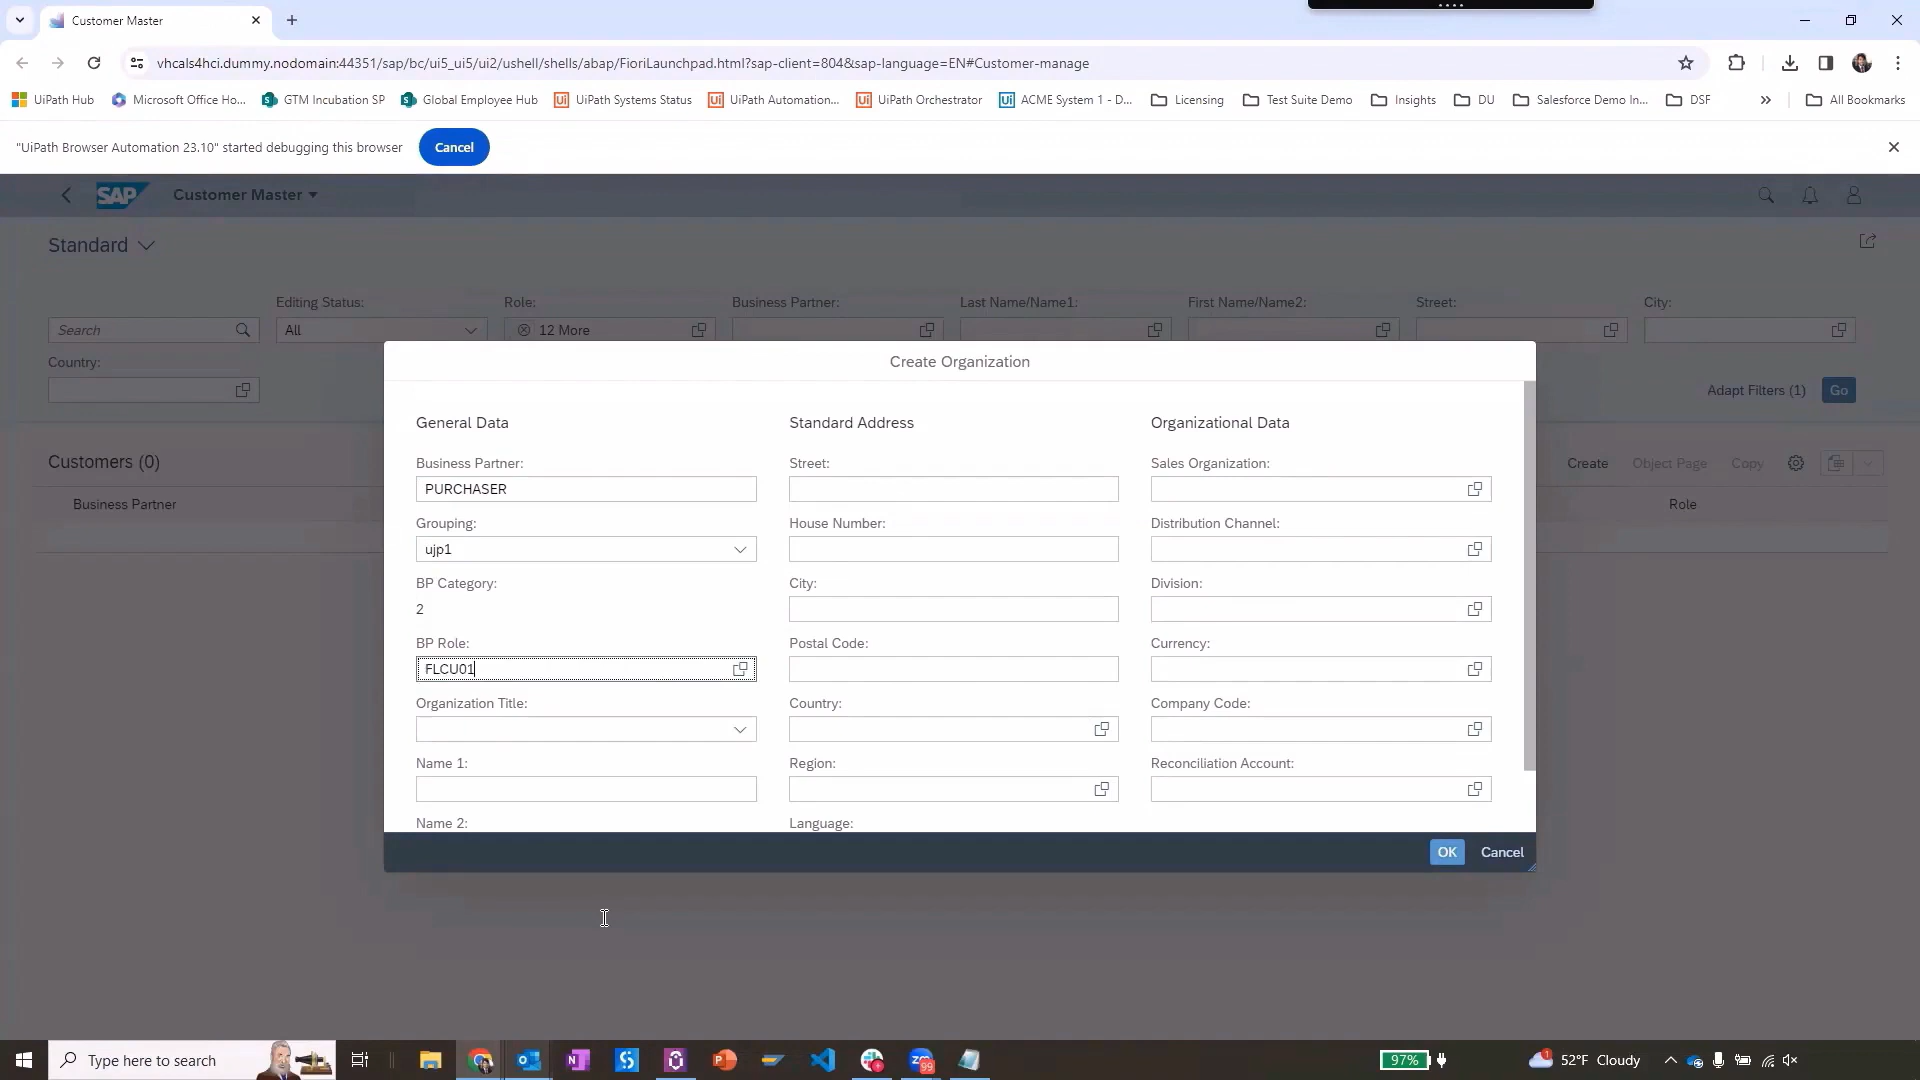 Customer Master
vhcals4hci.dummy.nodomain:44351/sap/bc/ui5_ui5/ui2/ushell/shells/abap/FioriLaunchpad.html?sap-client=804&sap-language=EN#Customer-manage
UiPath Hub
Microsoft Office Ho...
GTM Incubation SP
Global Employee Hub
UiPath Systems Status
UiPath Automation...
UiPath Orchestrator
ACME System 1 - D...
Licensing
Test Suite Demo
Insights
DU
Salesforce Demo In...
DSF
All Bookmarks
"UiPath Browser Automation 23.10" started debugging this browser
Cancel
SAP
Customer Master
Standard
Editing Status:
Role:
Business Partner:
Last Name/Name1:
First Name/Name2:
Street:
City:
Search
All
12 More
Country:
Adapt Filters (1)
Go
Customers (0)
Create
Object Page
Copy
Business Partner
Role
Create Organization
General Data
Business Partner:
PURCHASER
Grouping:
ujp1
BP Category:
2
BP Role:
FLCU01
Organization Title:
Name 1:
Name 2:
Standard Address
Street:
House Number:
City:
Postal Code:
Country:
Region:
Language:
Organizational Data
Sales Organization:
Distribution Channel:
Division:
Currency:
Company Code:
Reconciliation Account:
OK
Cancel
Type here to search
99
97%
1
52°F Cloudy